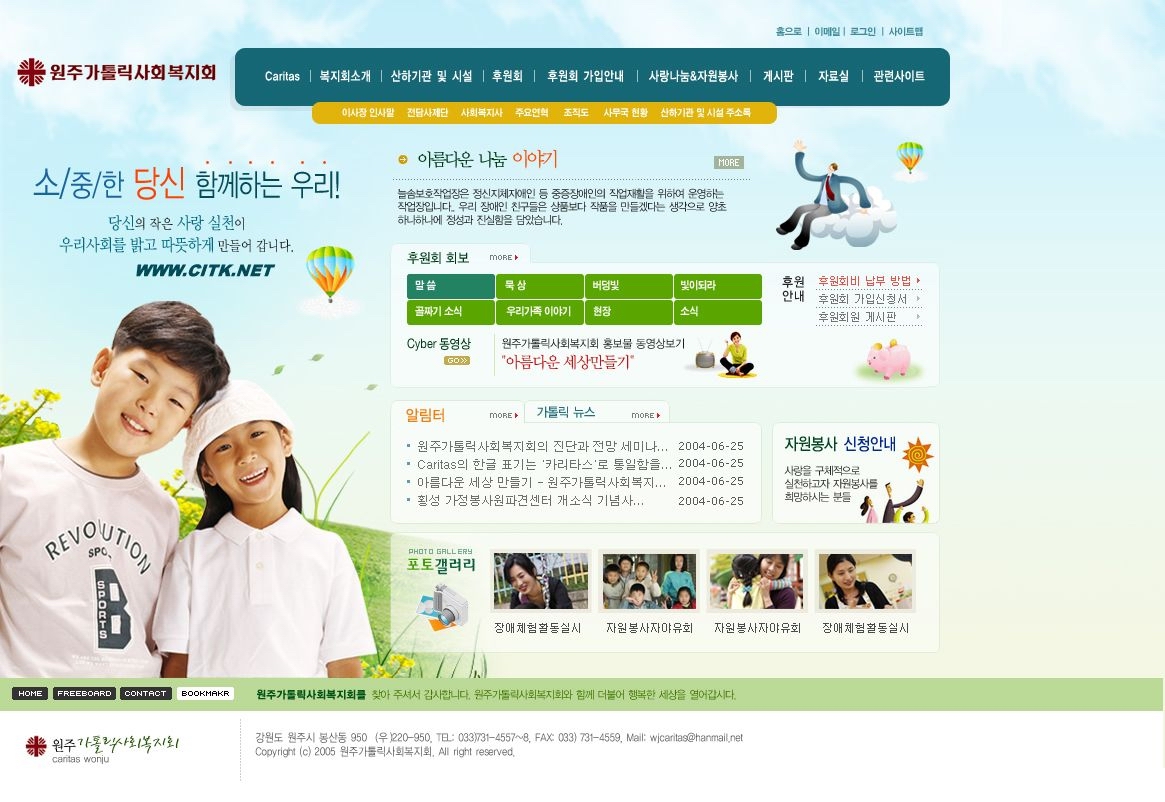 홈으로 | 이메일 | 로그인 | 사이트맵
원주가톨릭사회복지회
Caritas | 복지회소개 | 산하기관 및 시설 | 후원회 | 후원회 가입안내 | 사랑나눔&자원봉사 | 게시판 | 자료실 | 관련사이트
이사장 인사말 전담사제단 사회복지사 주요연혁 조직도 사무국 현황 산하기관 및 시설 주소록
소/중/한 당신 함께하는 우리!
당신의 작은 사랑 실천이
우리사회를 밝고 따뜻하게 만들어 갑니다.
WWW.CITK.NET
아름다운 나눔 이야기
MORE
늘솜보호작업장은 정신지체자애인 등 중증장애인의 직업재활을 위하여 운영하는
작업장입니다. 우리 장애인 친구들은 상품보다 작품을 만들겠다는 생각으로 양초
하나하나에 정성과 진실함을 담았습니다.
후원회 회보 MORE
말 씀 묵 상 버덩빛 빛이되라
골짜기 소식 우리가족 이야기 현장 소식
Cyber 동영상
GO
원주가톨릭사회복지회 홍보물 동영상보기
"아름다운 세상만들기"
후원
안내
후원회비 납부 방법
후원회 가입신청서
후원회원 게시판
알림터 MORE
가톨릭 뉴스 MORE
원주가톨릭사회복지회의 진단과 전망 세미나... 2004-06-25
Caritas의 한글 표기는 '카리타스'로 통일함을... 2004-06-25
아름다운 세상 만들기 - 원주가톨릭사회복지... 2004-06-25
횡성 가정봉사원파견센터 개소식 기념사... 2004-06-25
자원봉사 신청안내
사랑을 구체적으로
실천하고자 자원봉사를
희망하시는 분들
PHOTO GALLERY
포토갤러리
장애체험활동실시
자원봉사자야유회
자원봉사자야유회
장애체험활동실시
REVOLUTION
SPO.
B
SPORTS
HOME FREEBOARD CONTACT BOOKMAKR
원주가톨릭사회복지회를 찾아 주셔서 감사합니다. 원주가톨릭사회복지회와 함께 더불어 행복한 세상을 열어갑시다.
원주가톨릭사회복지회
caritas wonju
강원도 원주시 봉산동 950 (우)220-950, TEL: 033)731-4557~8, FAX: 033) 731-4559, Mail: wjcaritas@hanmail.net
Copyright (c) 2005 원주가톨릭사회복지회. All right reserved.